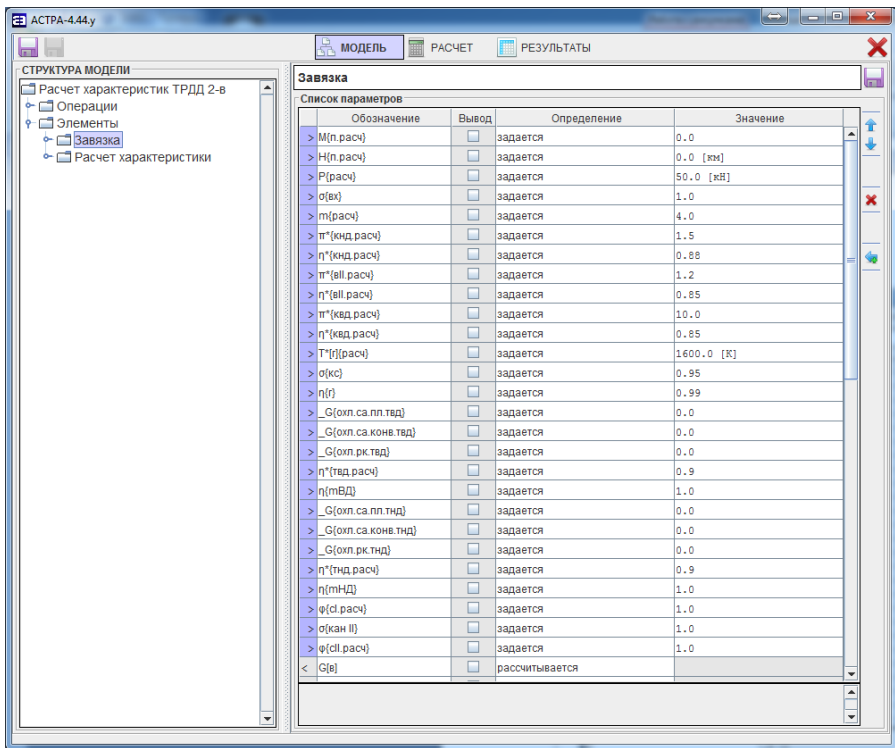 АСТРА-4.44.y
МОДЕЛЬ РАСЧЕТ РЕЗУЛЬТАТЫ
СТРУКТУРА МОДЕЛИ
Расчет характеристик ТРДД 2-в
Операции
Элементы
Завязка
Расчет характеристики
Завязка
Список параметров
Обозначение Вывод Определение Значение
> M{п.расч} задается 0.0
> H{п.расч} задается 0.0 [км]
> P{расч} задается 50.0 [кН]
> σ{вх} задается 1.0
> m{расч} задается 4.0
> π*{кнд.расч} задается 1.5
> η*{кнд.расч} задается 0.88
> π*{вII.расч} задается 1.2
> η*{вII.расч} задается 0.85
> π*{квд.расч} задается 10.0
> η*{квд.расч} задается 0.85
> T*[г]{расч} задается 1600.0 [К]
> σ{кс} задается 0.95
> η{г} задается 0.99
> _G{охл.са.пл.твд} задается 0.0
> _G{охл.са.конв.твд} задается 0.0
> _G{охл.рк.твд} задается 0.0
> η*{твд.расч} задается 0.9
> η{mВД} задается 1.0
> _G{охл.са.пл.тнд} задается 0.0
> _G{охл.са.конв.тнд} задается 0.0
> _G{охл.рк.тнд} задается 0.0
> η*{тнд.расч} задается 0.9
> η{mНД} задается 1.0
> φ{cI.расч} задается 1.0
> σ{кан II} задается 1.0
> φ{cII.расч} задается 1.0
< G[в] рассчитывается